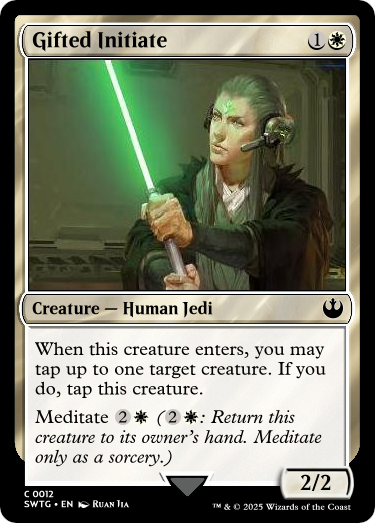 Gifted Initiate 1
Creature — Human Jedi
When this creature enters, you may
tap up to one target creature. If you
do, tap this creature.
Meditate 2 (2: Return this
creature to its owner's hand. Meditate
only as a sorcery.)
2/2
C 0012
SWTG • EN Ruan Jia
™ & © 2025 Wizards of the Coast